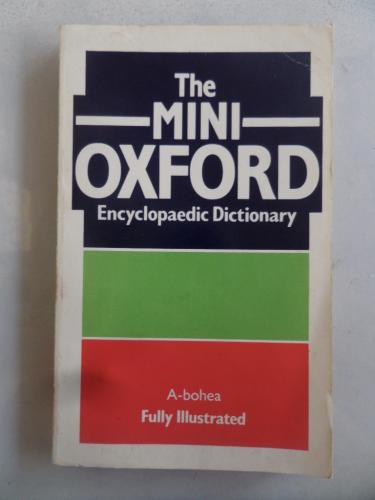 The
MINI
OXFORD
Encyclopaedic Dictionary
A-bohea
Fully Illustrated